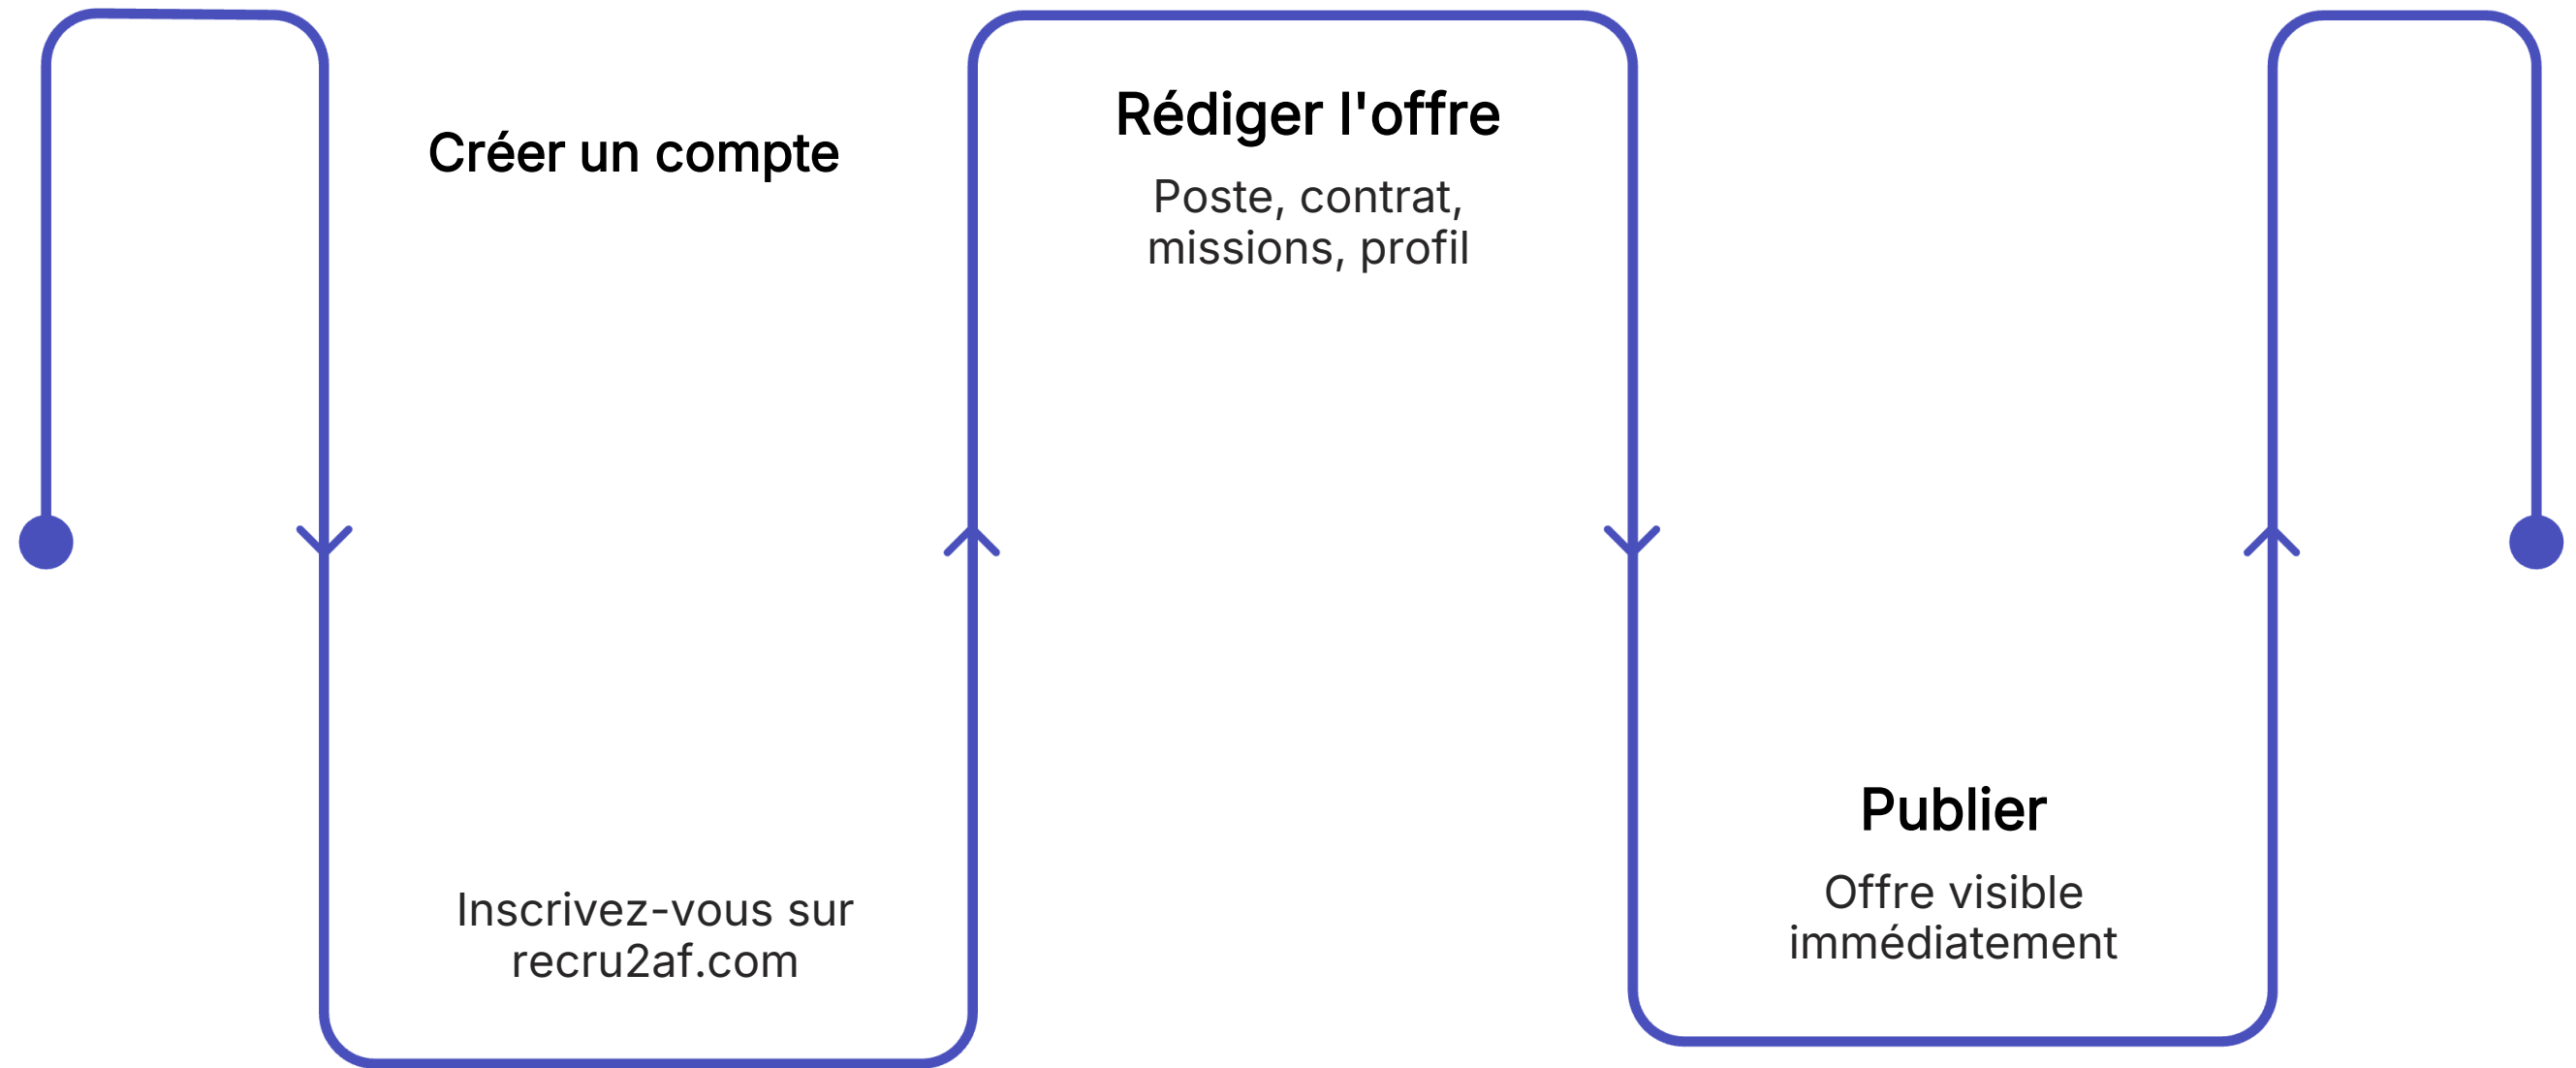 Créer un compte
Inscrivez-vous sur
recru2af.com
Rédiger l'offre
Poste, contrat,
missions, profil
Publier
Offre visible
immédiatement